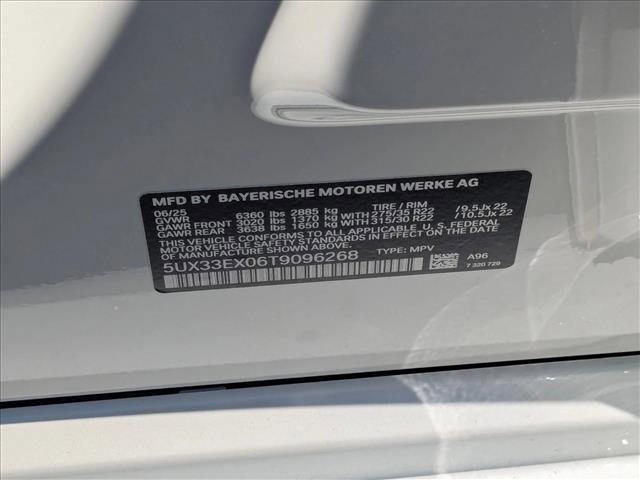 MFD BY BAYERISCHE MOTOREN WERKE AG
06/25 TIRE / RIM
GVWR 6360 lbs 2885 kg
GAWR FRONT 3020 lbs 1370 kg WITH 275/35 R22 /9.5Jx22
GAWR REAR 3638 lbs 1650 kg WITH 315/30 R22 /10.5Jx22
THIS VEHICLE CONFORMS TO ALL APPLICABLE U.S. FEDERAL
MOTOR VEHICLE SAFETY STANDARDS IN EFFECT ON THE DATE OF
MANUFACTURE SHOWN ABOVE.
5UX33EX06T9096268 TYPE: MPV A96
7 320 729